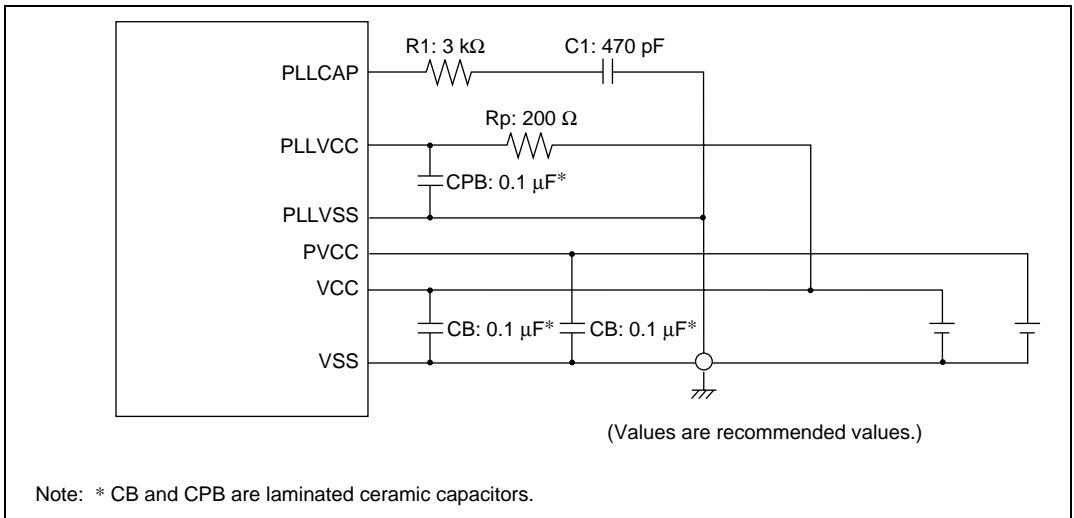 R1: 3 kΩ
C1: 470 pF
PLLCAP
Rp: 200 Ω
PLLVCC
CPB: 0.1 μF*
PLLVSS
PVCC
VCC
CB: 0.1 μF*
CB: 0.1 μF*
VSS
(Values are recommended values.)
Note: * CB and CPB are laminated ceramic capacitors.